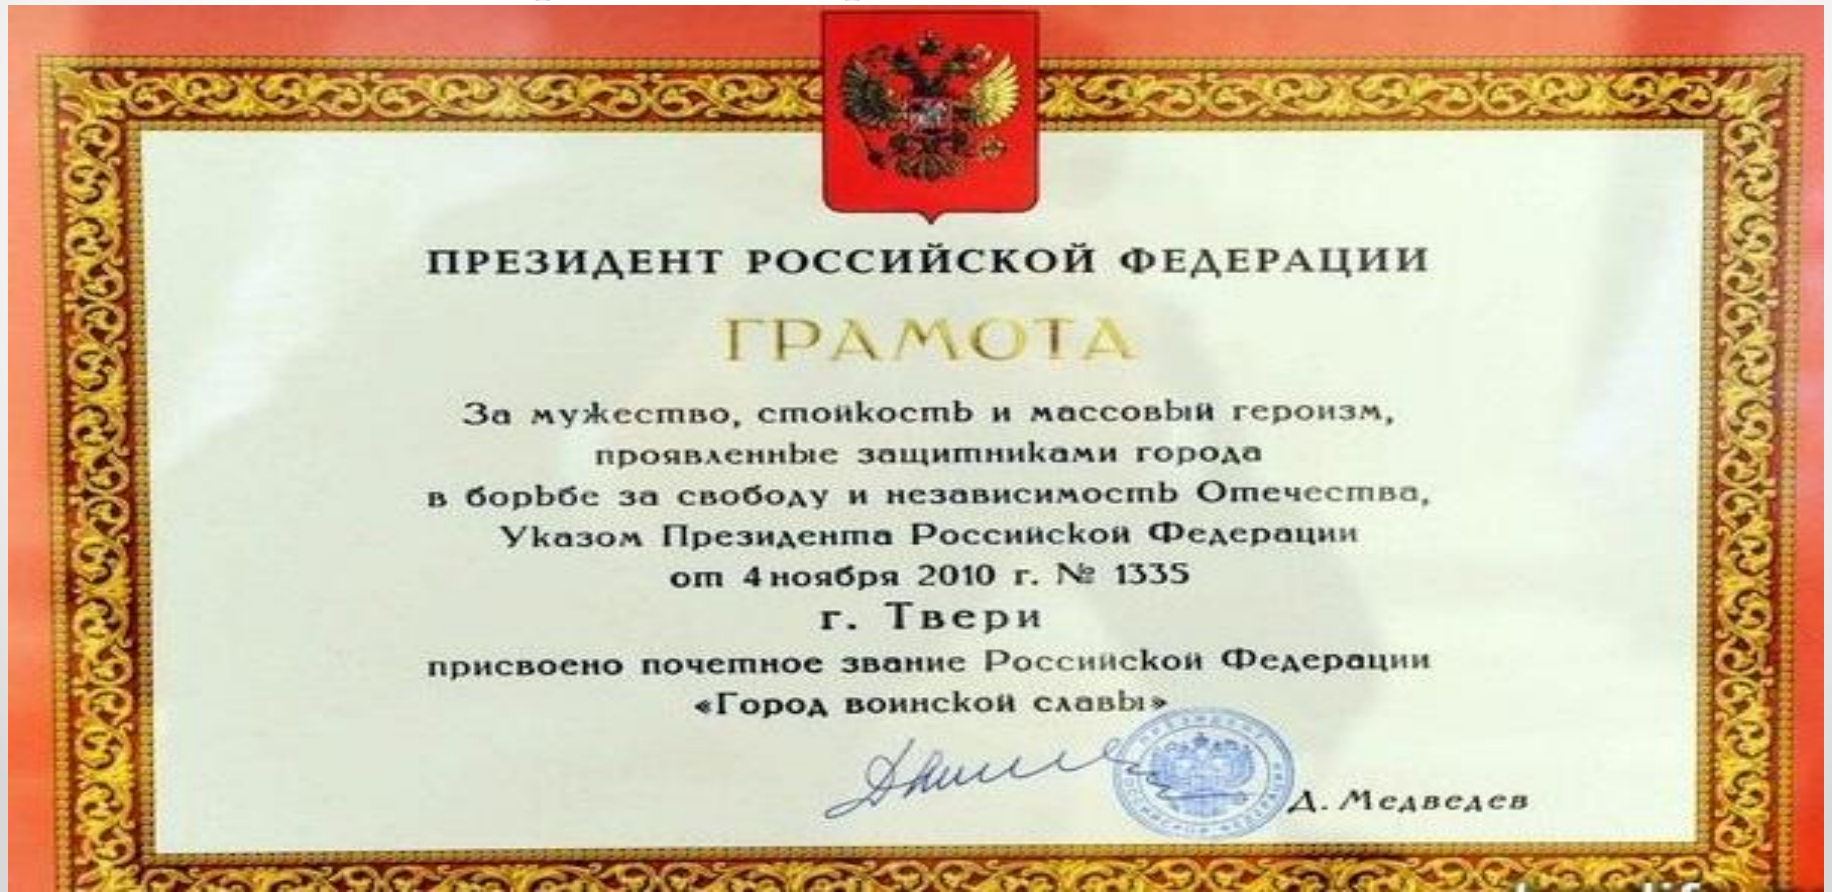 ПРЕЗИДЕНТ РОССИЙСКОЙ ФЕДЕРАЦИИ
ГРАМОТА
За мужество, стойкость и массовый героизм,
проявленные защитниками города
в борьбе за свободу и независимость Отечества,
Указом Президента Российской Федерации
от 4 ноября 2010 г. № 1335
г. Твери
присвоено почетное звание Российской Федерации
«Город воинской славы»
Д. Медведев